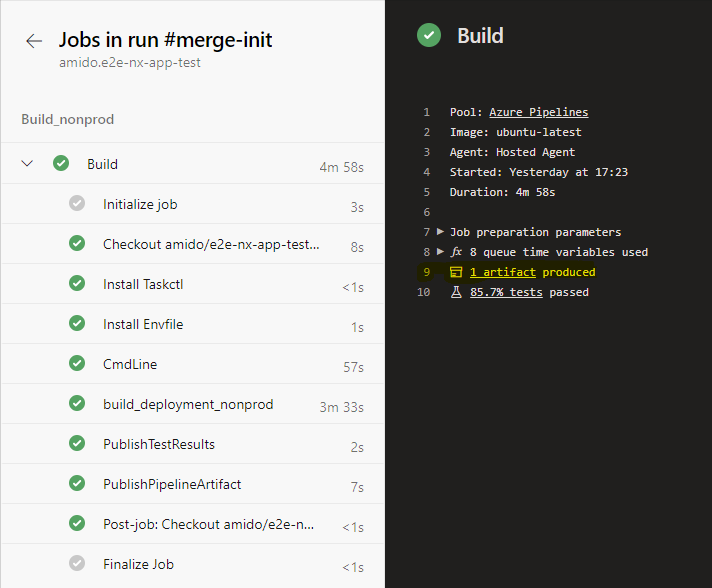 Jobs in run #merge-init
amido.e2e-nx-app-test
Build_nonprod
Build 4m 58s
Initialize job 3s
Checkout amido/e2e-nx-app-test... 8s
Install Taskctl <1s
Install Envfile 1s
CmdLine 57s
build_deployment_nonprod 3m 33s
PublishTestResults 2s
PublishPipelineArtifact 7s
Post-job: Checkout amido/e2e-n... <1s
Finalize Job <1s
Build
1 Pool: Azure Pipelines
2 Image: ubuntu-latest
3 Agent: Hosted Agent
4 Started: Yesterday at 17:23
5 Duration: 4m 58s
6
7 Job preparation parameters
8 fx 8 queue time variables used
9 1 artifact produced
10 85.7% tests passed